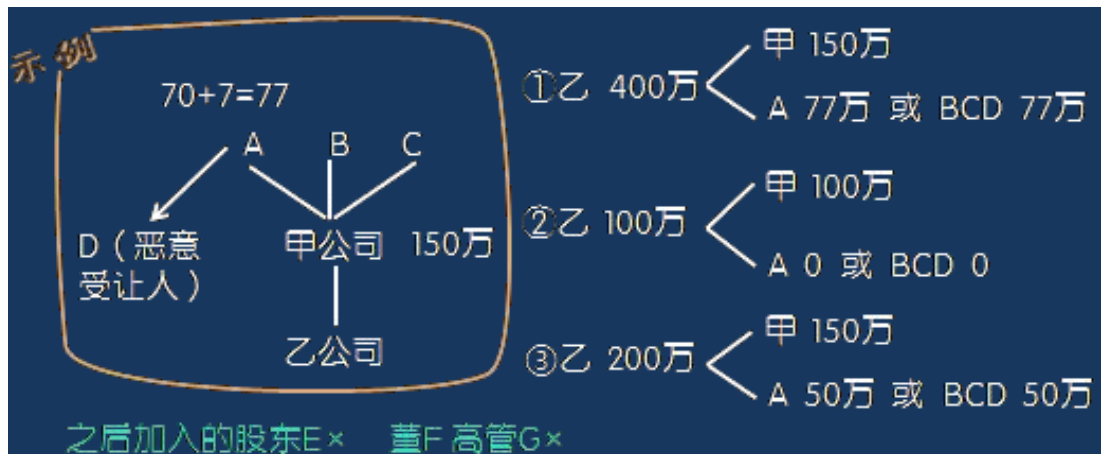 示例
70+7=77
A B C
D（恶意
受让人）
甲公司 150万
乙公司
①乙 400万
甲 150万
A 77万 或 BCD 77万
②乙 100万
甲 100万
A 0 或 BCD 0
③乙 200万
甲 150万
A 50万 或 BCD 50万
之后加入的股东E× 董F 高管G×